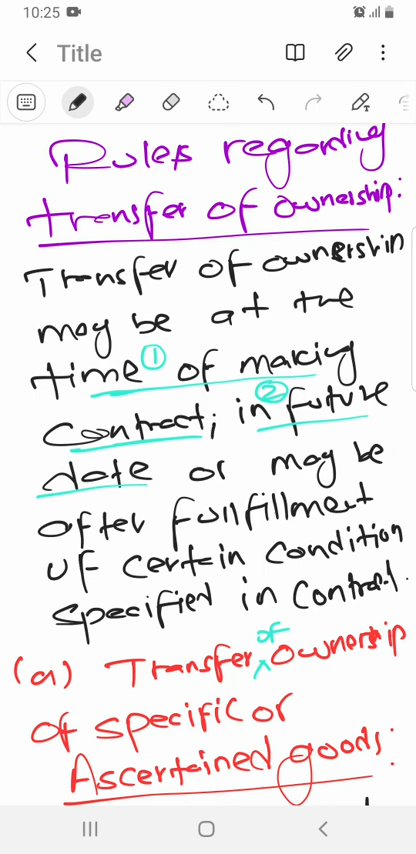 10:25
Title
Rules regarding
transfer of ownership:
Transfer of ownership
may be at the
①
time of making
②
Contract; in future
date or may be
after fullfillment
of certain condition
specified in contract.
of
(a) Transfer ^ Ownership
of specific or
Ascertained goods: